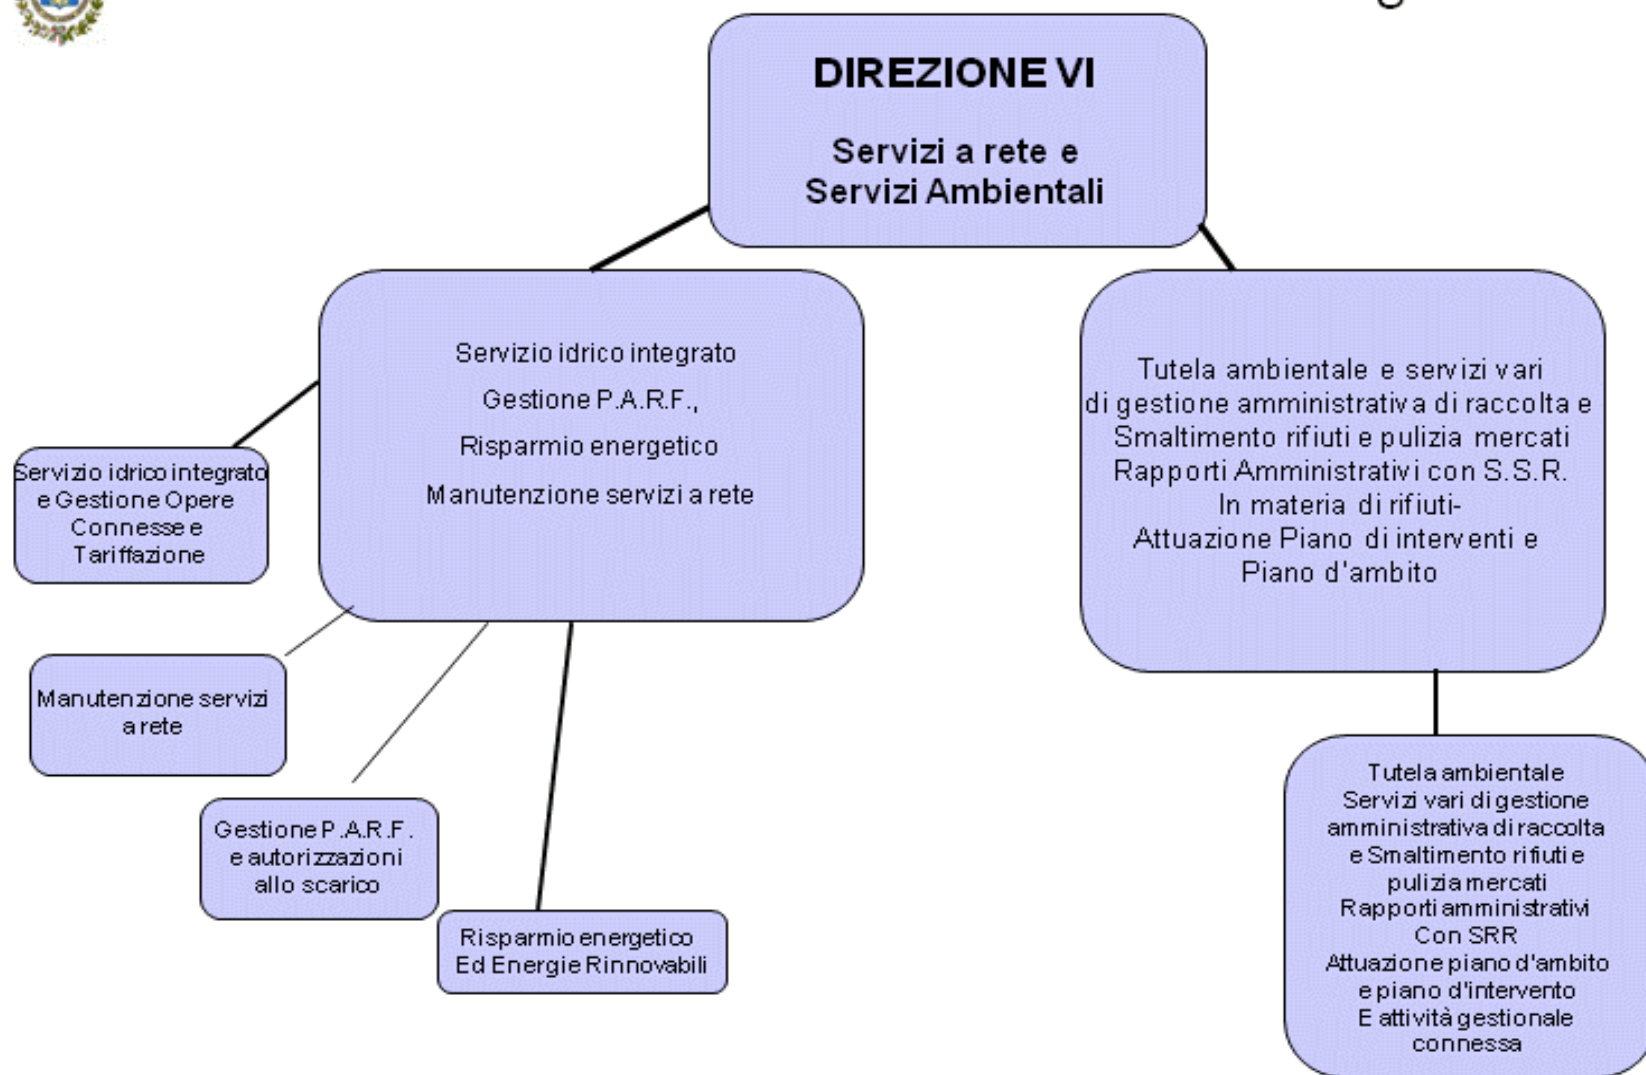 DIREZIONE VI
Servizi a rete e
Servizi Ambientali
Servizio idrico integrato
Gestione P.A.R.F.,
Risparmio energetico
Manutenzione servizi a rete
Tutela ambientale e servizi vari
di gestione amministrativa di raccolta e
Smaltimento rifiuti e pulizia mercati
Rapporti Amministrativi con S.S.R.
In materia di rifiuti-
Attuazione Piano di interventi e
Piano d'ambito
Servizio idrico integrato
e Gestione Opere
Connesse e
Tariffazione
Manutenzione servizi
a rete
Gestione P.A.R.F.
e autorizzazioni
allo scarico
Risparmio energetico
Ed Energie Rinnovabili
Tutela ambientale
Servizi vari di gestione
amministrativa di raccolta
e Smaltimento rifiuti e
pulizia mercati
Rapporti amministrativi
Con SRR
Attuazione piano d'ambito
e piano d'intervento
E attività gestionale
connessa